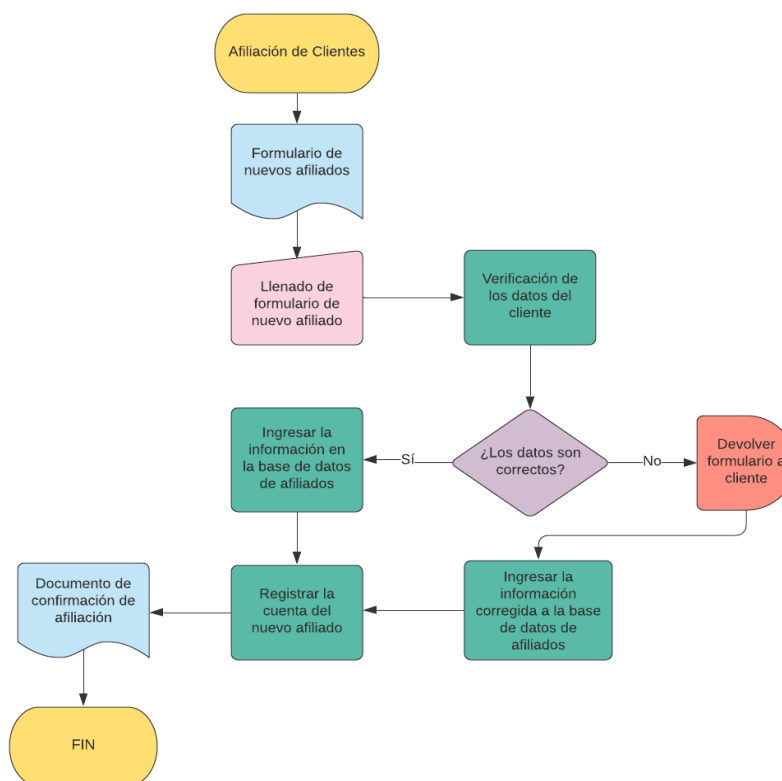 Afiliación de Clientes
Formulario de
nuevos afiliados
Llenado de
formulario de
nuevo afiliado
Verificación de
los datos del
cliente
¿Los datos son
correctos?
Sí
No
Ingresar la
información en
la base de datos
de afiliados
Devolver
formulario a
cliente
Ingresar la
información
corregida a la base
de datos de
afiliados
Registrar la
cuenta del
nuevo afiliado
Documento de
confirmación de
afiliación
FIN